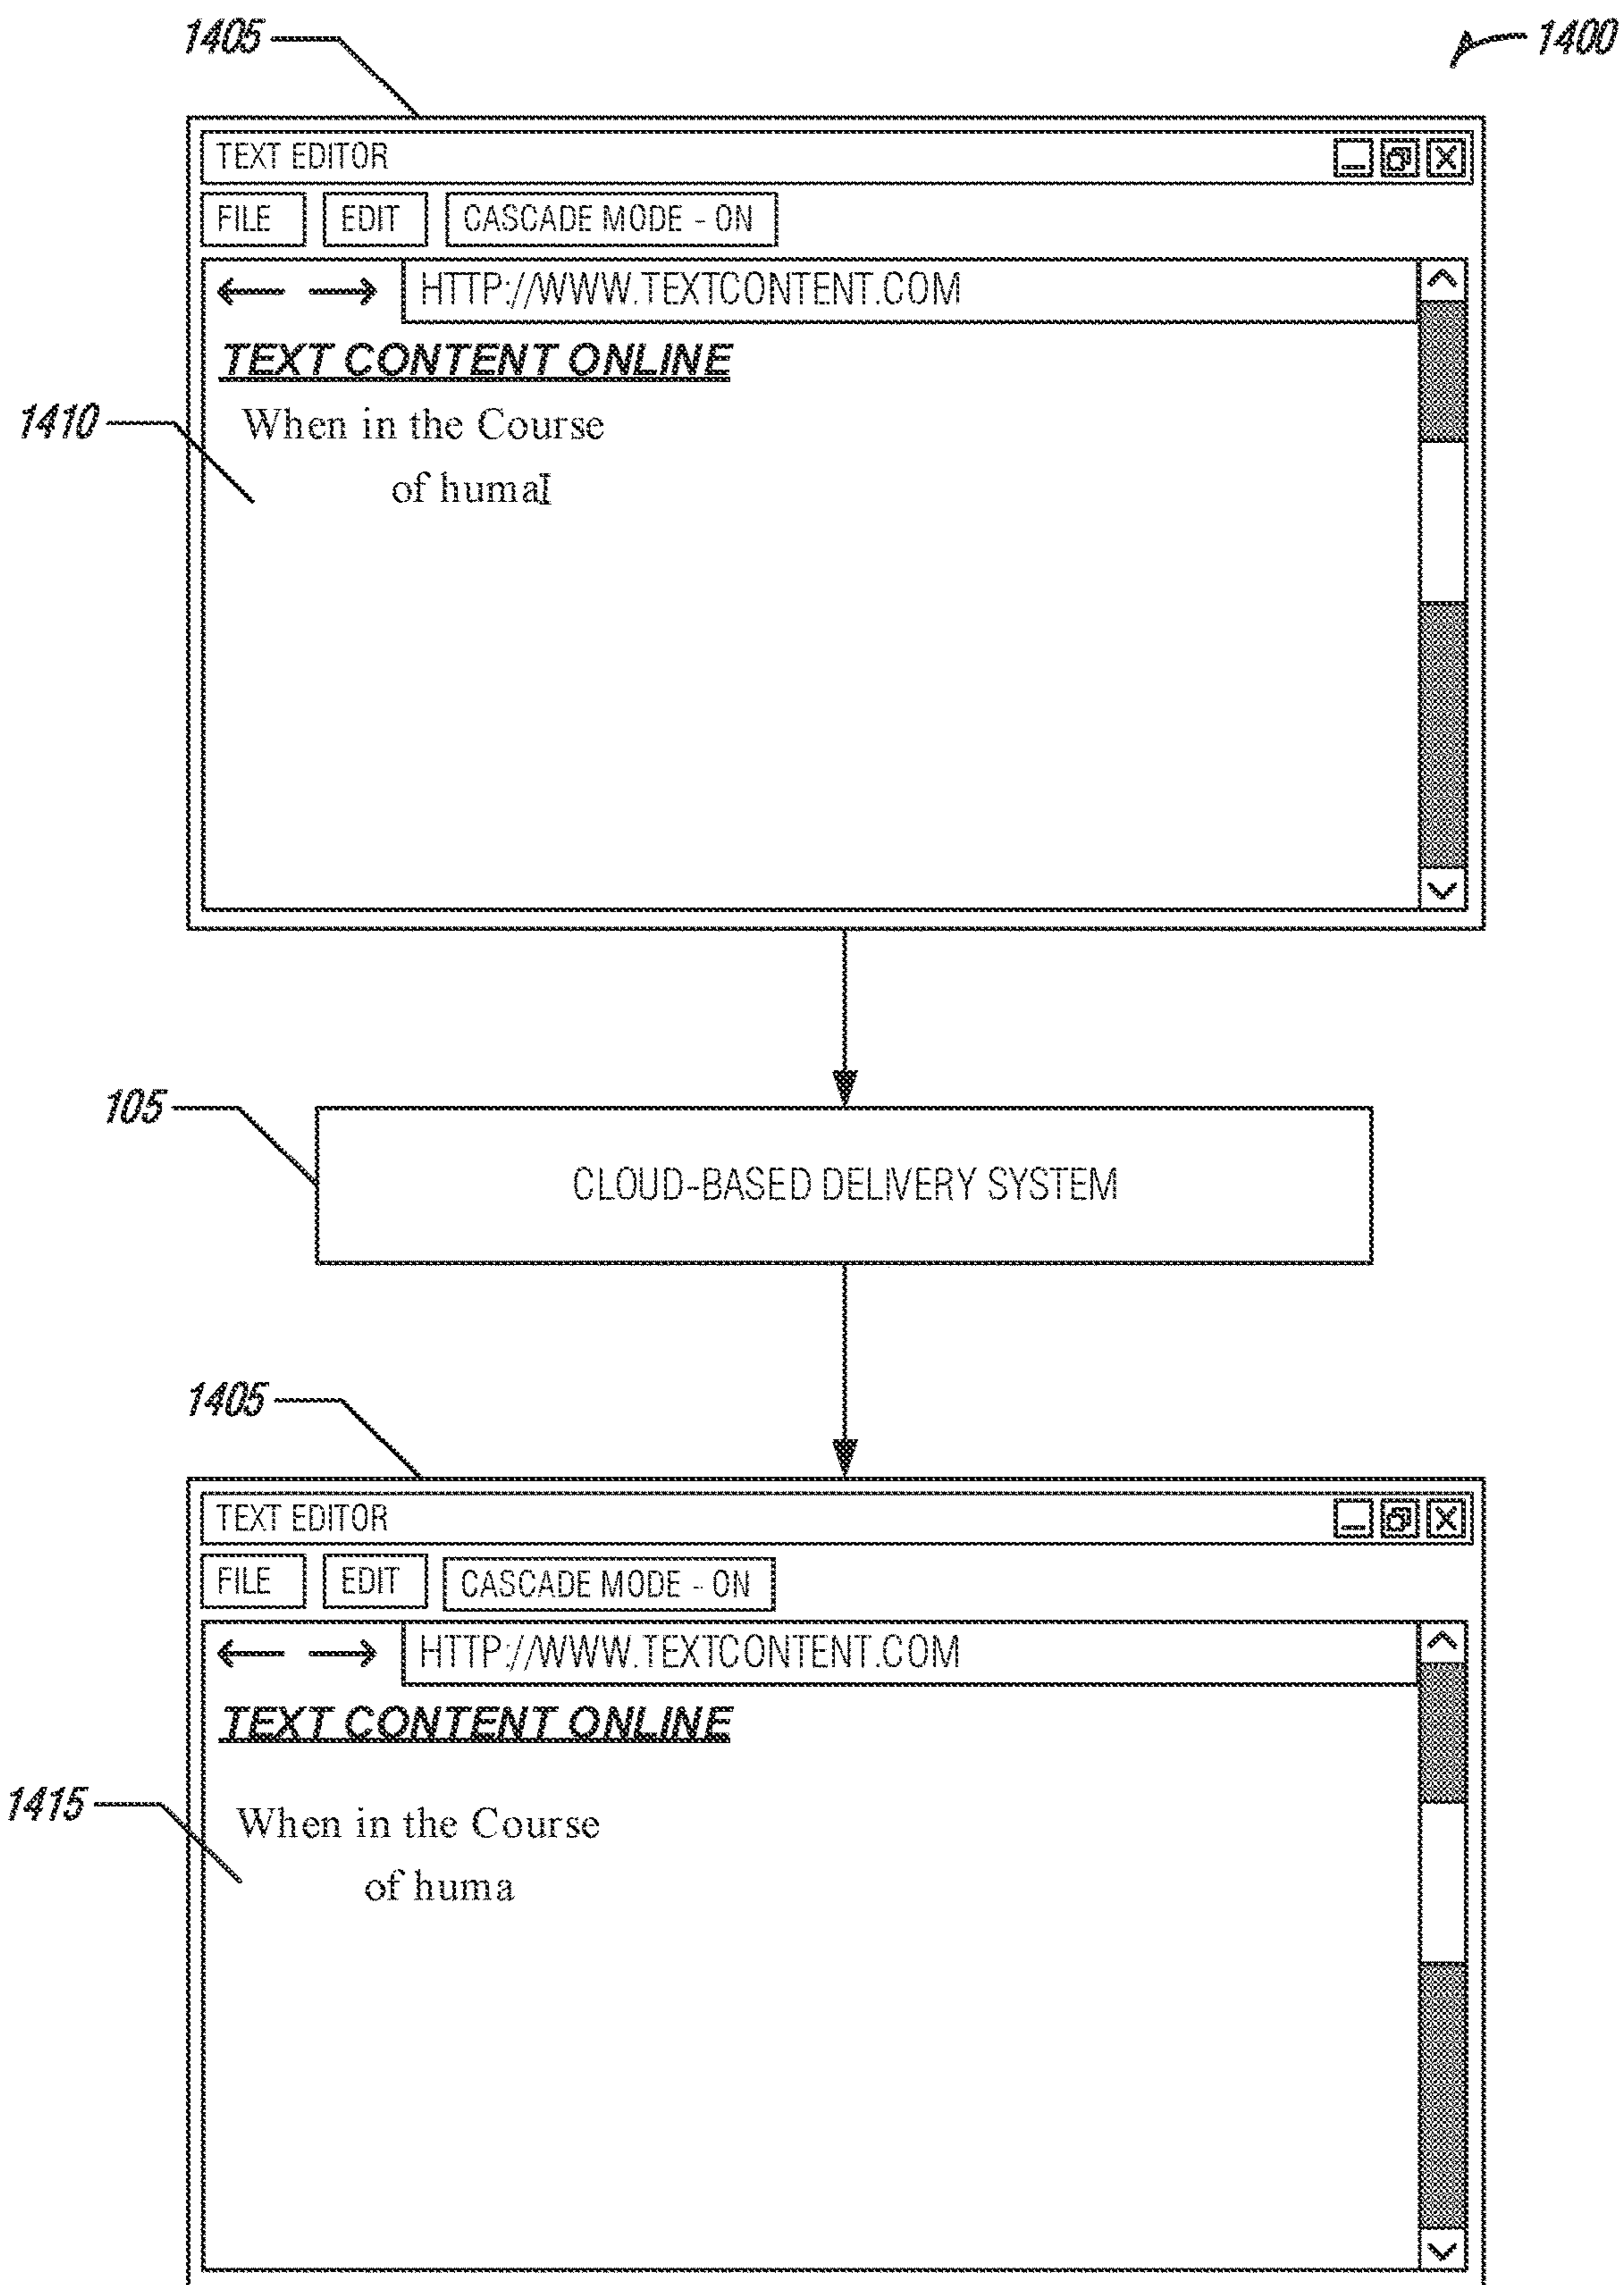 1405
1400
TEXT EDITOR
FILE EDIT CASCADE MODE - ON
HTTP://WWW.TEXTCONTENT.COM
TEXT CONTENT ONLINE
1410
When in the Course
of huma
105
CLOUD-BASED DELIVERY SYSTEM
1405
TEXT EDITOR
FILE EDIT CASCADE MODE - ON
HTTP://WWW.TEXTCONTENT.COM
TEXT CONTENT ONLINE
1415
When in the Course
of huma